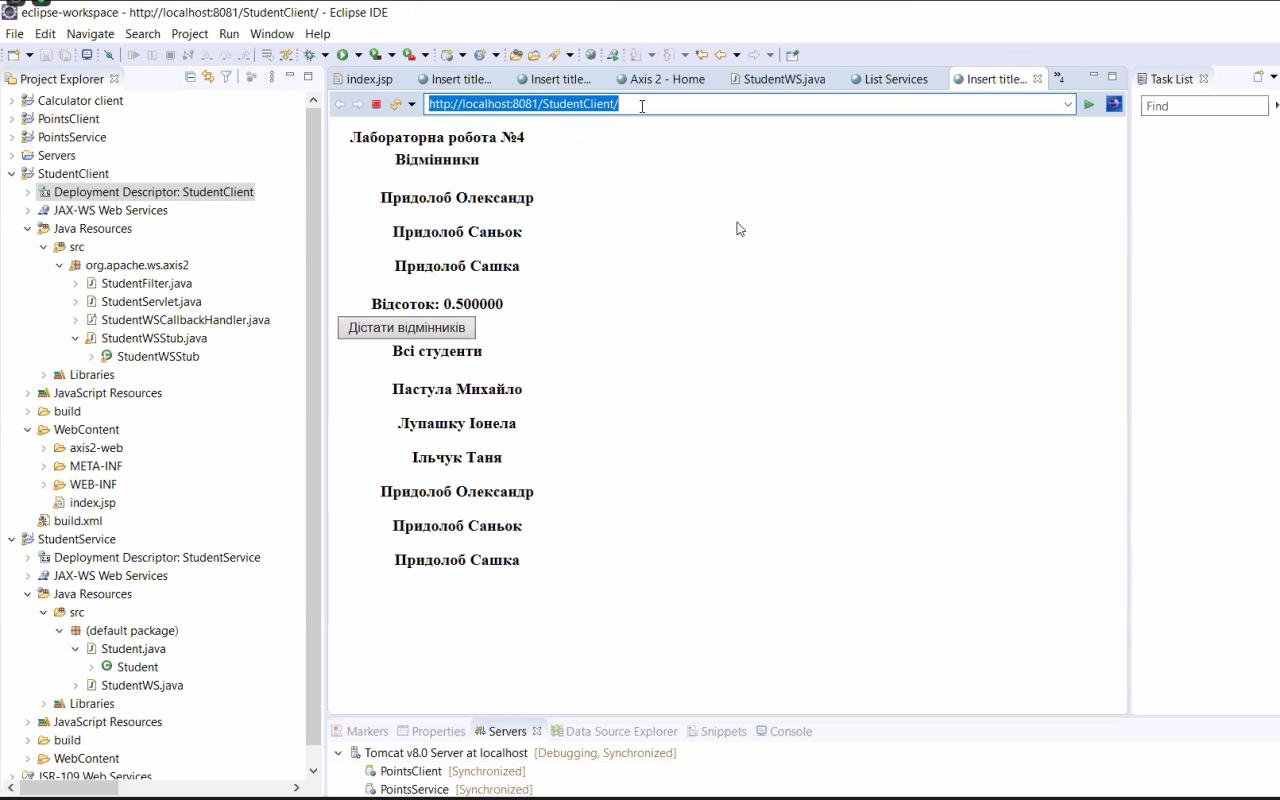 eclipse-workspace - http://localhost:8081/StudentClient/ - Eclipse IDE
File Edit Navigate Search Project Run Window Help
Project Explorer
index.jsp Insert title... Insert title... Axis 2 - Home StudentWS.java List Services Insert title... 4 Task List
http://localhost:8081/StudentClient/
Find
Calculator client
PointsClient
PointsService
Servers
StudentClient
Deployment Descriptor: StudentClient
JAX-WS Web Services
Java Resources
src
org.apache.ws.axis2
StudentFilter.java
StudentServlet.java
StudentWSCallbackHandler.java
StudentWSStub.java
StudentWSStub
Libraries
JavaScript Resources
build
WebContent
axis2-web
META-INF
WEB-INF
index.jsp
build.xml
StudentService
Deployment Descriptor: StudentService
JAX-WS Web Services
Java Resources
src
(default package)
Student.java
Student
StudentWS.java
Libraries
JavaScript Resources
build
WebContent
JSR-109 Web Services
Лабораторна робота №4
Відмінники
Придолоб Олександр
Придолоб Саньок
Придолоб Сашка
Відсоток: 0.500000
Дістати відмінників
Всі студенти
Пастула Михайло
Лупашку Іонела
Ільчук Таня
Придолоб Олександр
Придолоб Саньок
Придолоб Сашка
Markers Properties Servers Data Source Explorer Snippets Console
Tomcat v8.0 Server at localhost [Debugging, Synchronized]
PointsClient [Synchronized]
PointsService [Synchronized]